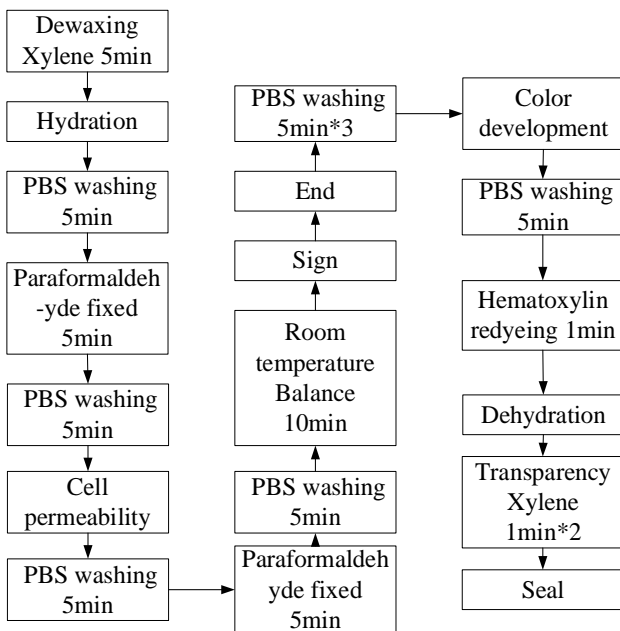 Dewaxing
Xylene 5min
Hydration
PBS washing
5min
Paraformaldeh
-yde fixed
5min
PBS washing
5min
Cell
permeability
PBS washing
5min
Paraformaldeh
yde fixed
5min
PBS washing
5min
Room
temperature
Balance
10min
Sign
End
PBS washing
5min*3
Color
development
PBS washing
5min
Hematoxylin
redyeing 1min
Dehydration
Transparency
Xylene
1min*2
Seal